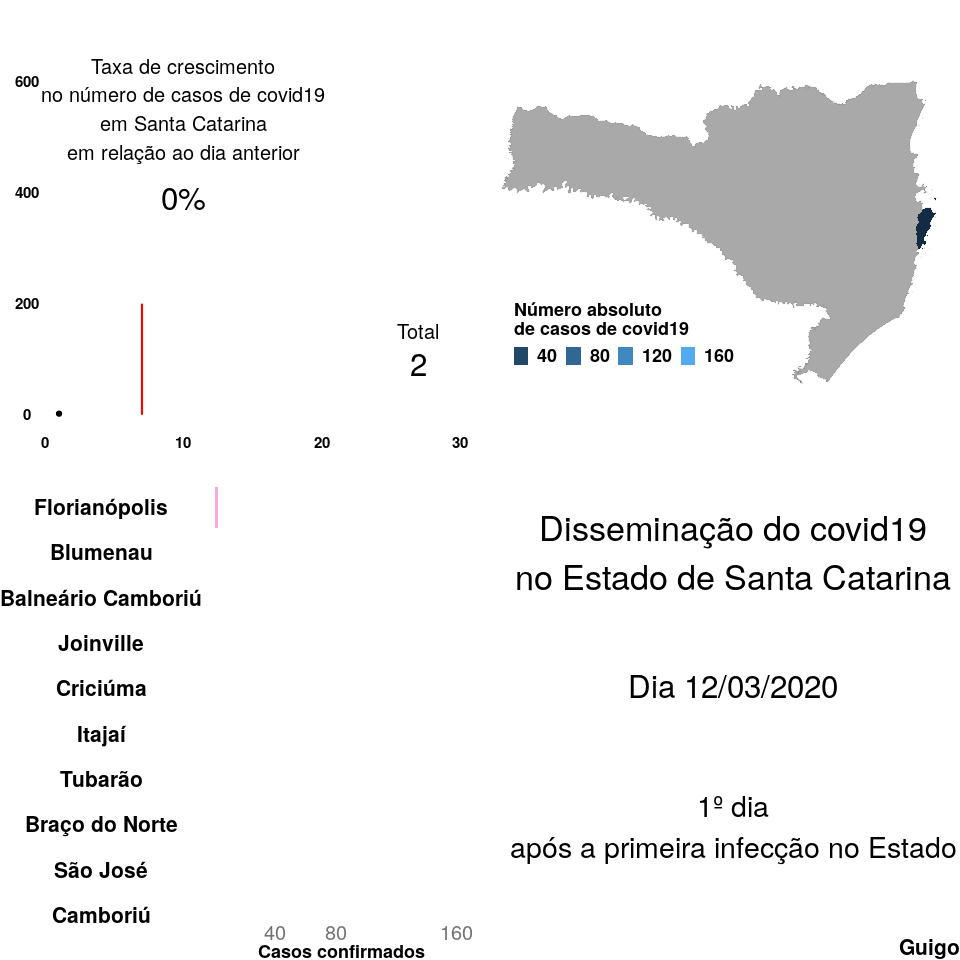 Taxa de crescimento
no número de casos de covid19
em Santa Catarina
em relação ao dia anterior
0%
600
400
200
0
Total
2
0 10 20 30
Número absoluto
de casos de covid19
40 80 120 160
Florianópolis
Blumenau
Balneário Camboriú
Joinville
Criciúma
Itajaí
Tubarão
Braço do Norte
São José
Camboriú
40 80 160
Casos confirmados
Disseminação do covid19
no Estado de Santa Catarina
Dia 12/03/2020
1º dia
após a primeira infecção no Estado
Guigo